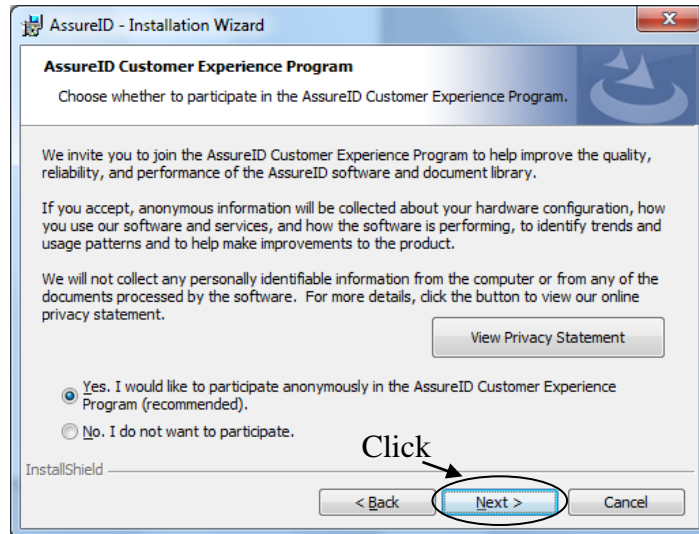 AssureID - Installation Wizard
AssureID Customer Experience Program
Choose whether to participate in the AssureID Customer Experience Program.
We invite you to join the AssureID Customer Experience Program to help improve the quality,
reliability, and performance of the AssureID software and document library.
If you accept, anonymous information will be collected about your hardware configuration, how
you use our software and services, and how the software is performing, to identify trends and
usage patterns and to help make improvements to the product.
We will not collect any personally identifiable information from the computer or from any of the
documents processed by the software.  For more details, click the button to view our online
privacy statement.
View Privacy Statement
Yes. I would like to participate anonymously in the AssureID Customer Experience
Program (recommended).
No. I do not want to participate.
Click
InstallShield
< Back
Next >
Cancel